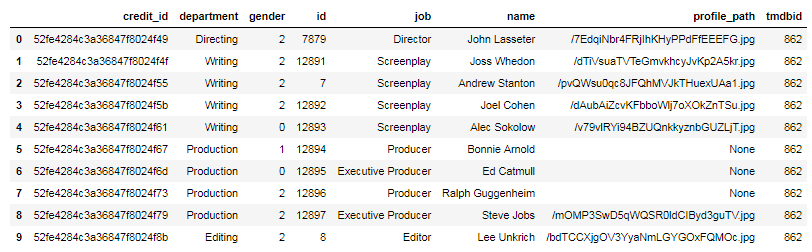 credit_id department gender id job name profile_path tmdbid
0 52fe4284c3a36847f8024f49 Directing 2 7879 Director John Lasseter /7EdqiNbr4FRjIhKHyPPdFfEEEFG.jpg 862
1 52fe4284c3a36847f8024f4f Writing 2 12891 Screenplay Joss Whedon /dTiVsuaTVTeGmvkhcyJvKp2A5kr.jpg 862
2 52fe4284c3a36847f8024f55 Writing 2 7 Screenplay Andrew Stanton /pvQWsu0qc8JFQhMVJkTHuexUAa1.jpg 862
3 52fe4284c3a36847f8024f5b Writing 2 12892 Screenplay Joel Cohen /dAubAiZcvKFbboWlj7oXOkZnTSu.jpg 862
4 52fe4284c3a36847f8024f61 Writing 0 12893 Screenplay Alec Sokolow /v79vlRYi94BZUQnkkyznbGUZLjT.jpg 862
5 52fe4284c3a36847f8024f67 Production 1 12894 Producer Bonnie Arnold None 862
6 52fe4284c3a36847f8024f6d Production 0 12895 Executive Producer Ed Catmull None 862
7 52fe4284c3a36847f8024f73 Production 2 12896 Producer Ralph Guggenheim None 862
8 52fe4284c3a36847f8024f79 Production 2 12897 Executive Producer Steve Jobs /mOMP3SwD5qWQSR0ldCIByd3guTV.jpg 862
9 52fe4284c3a36847f8024f8b Editing 2 8 Editor Lee Unkrich /bdTCCXjgOV3YyaNmLGYGOxFQMOc.jpg 862